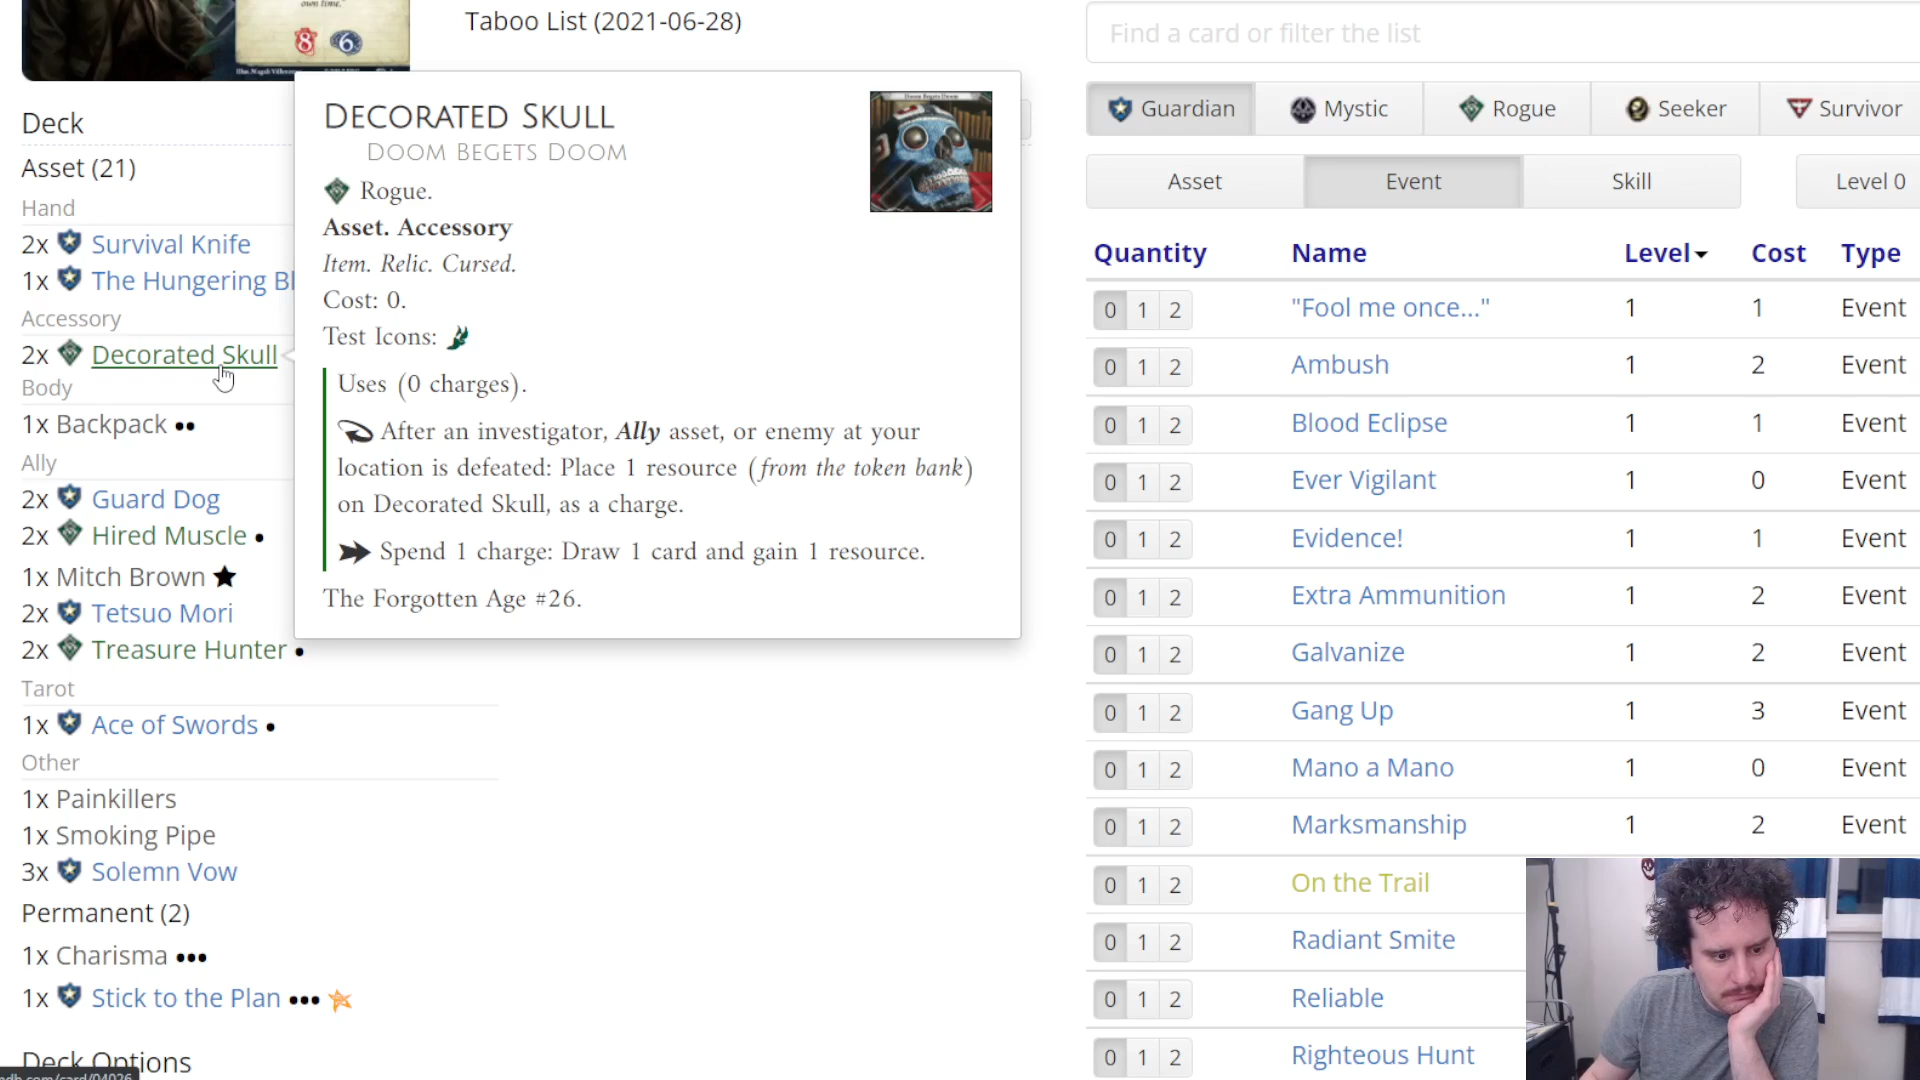 own time."
8 6
Taboo List (2021-06-28)
Deck
Asset (21)
Hand
2x Survival Knife
1x The Hungering Bl
Accessory
2x Decorated Skull
Body
1x Backpack
Ally
2x Guard Dog
2x Hired Muscle
1x Mitch Brown
2x Tetsuo Mori
2x Treasure Hunter
Tarot
1x Ace of Swords
Other
1x Painkillers
1x Smoking Pipe
3x Solemn Vow
Permanent (2)
1x Charisma
1x Stick to the Plan
Deck Options
mdb.com/card/04026
Decorated Skull
Doom Begets Doom
Rogue.
Asset. Accessory
Item. Relic. Cursed.
Cost: 0.
Test Icons:
Uses (0 charges).
After an investigator, Ally asset, or enemy at your
location is defeated: Place 1 resource (from the token bank)
on Decorated Skull, as a charge.
Spend 1 charge: Draw 1 card and gain 1 resource.
The Forgotten Age #26.
Doom Begets Doom
Find a card or filter the list
Guardian Mystic Rogue Seeker Survivor
Asset Event Skill Level 0
Quantity Name Level Cost Type
0 1 2 "Fool me once..." 1 1 Event
0 1 2 Ambush 1 2 Event
0 1 2 Blood Eclipse 1 1 Event
0 1 2 Ever Vigilant 1 0 Event
0 1 2 Evidence! 1 1 Event
0 1 2 Extra Ammunition 1 2 Event
0 1 2 Galvanize 1 2 Event
0 1 2 Gang Up 1 3 Event
0 1 2 Mano a Mano 1 0 Event
0 1 2 Marksmanship 1 2 Event
0 1 2 On the Trail
0 1 2 Radiant Smite
0 1 2 Reliable
0 1 2 Righteous Hunt